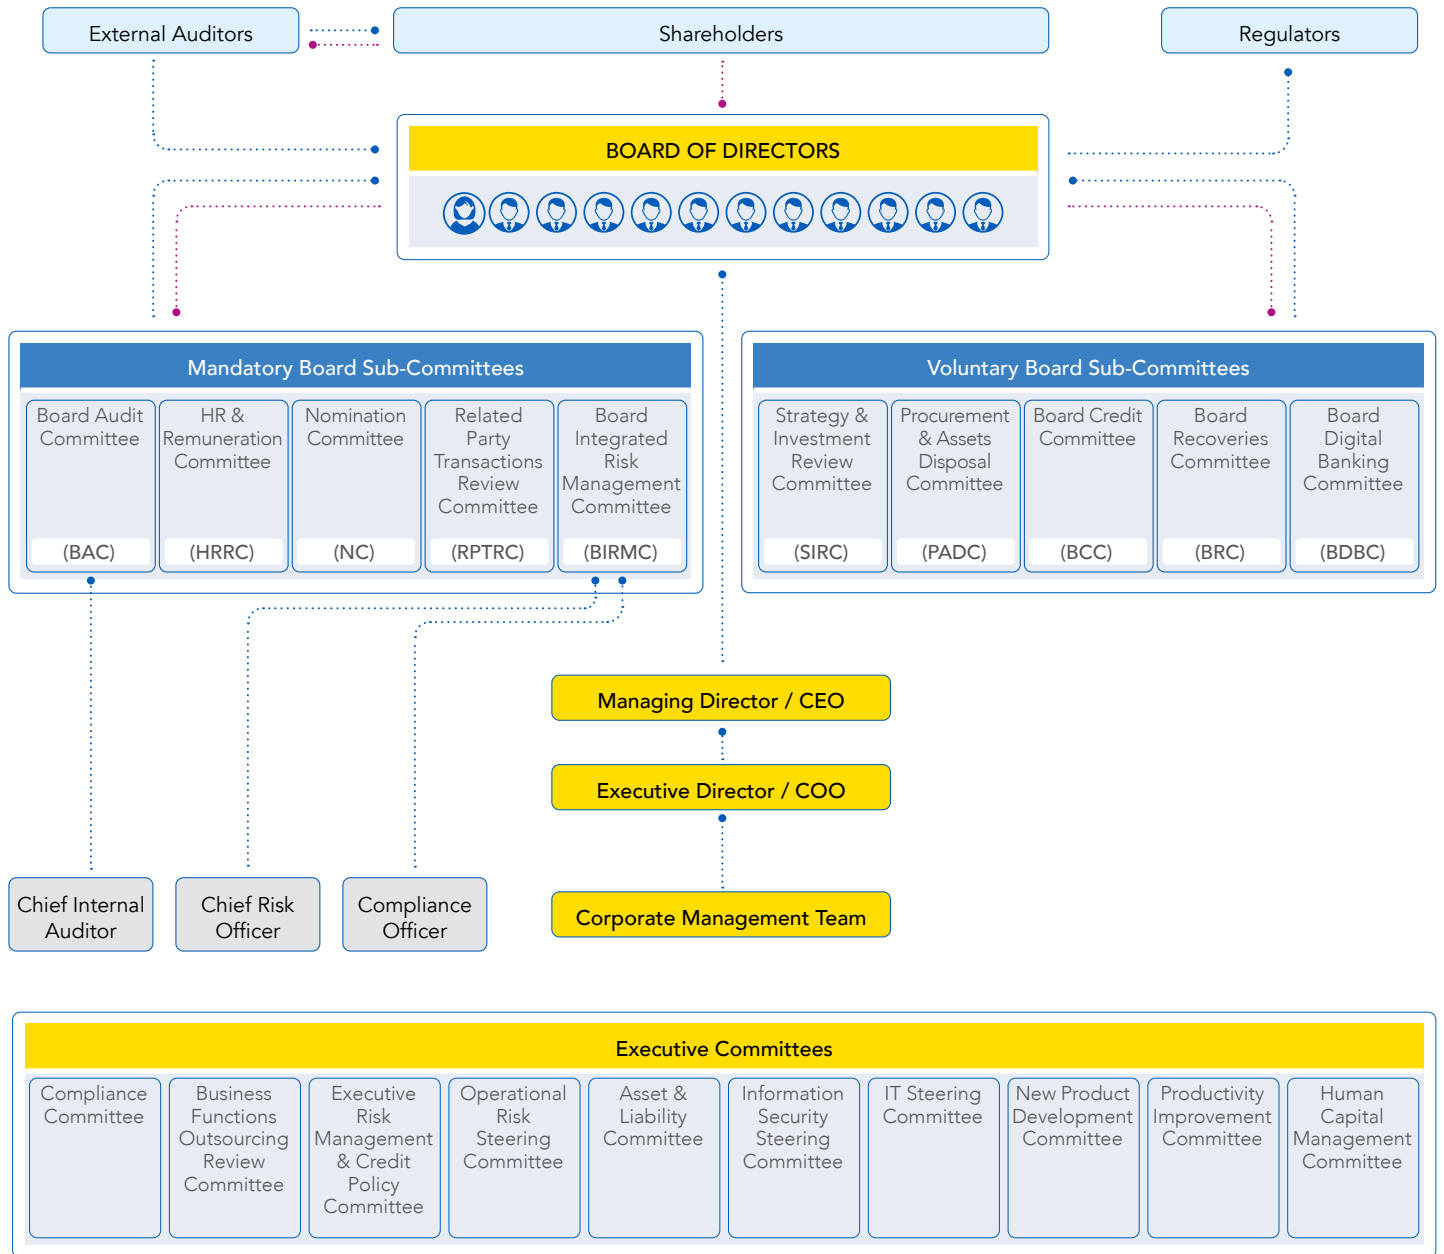 External Auditors
Shareholders
Regulators
BOARD OF DIRECTORS
Mandatory Board Sub-Committees
Board Audit
Committee
(BAC)
HR &
Remuneration
Committee
(HRRC)
Nomination
Committee
(NC)
Related
Party
Transactions
Review
Committee
(RPTRC)
Board
Integrated
Risk
Management
Committee
(BIRMC)
Voluntary Board Sub-Committees
Strategy &
Investment
Review
Committee
(SIRC)
Procurement
& Assets
Disposal
Committee
(PADC)
Board Credit
Committee
(BCC)
Board
Recoveries
Committee
(BRC)
Board
Digital
Banking
Committee
(BDBC)
Managing Director / CEO
Executive Director / COO
Corporate Management Team
Chief Internal
Auditor
Chief Risk
Officer
Compliance
Officer
Executive Committees
Compliance
Committee
Business
Functions
Outsourcing
Review
Committee
Executive
Risk
Management
& Credit
Policy
Committee
Operational
Risk
Steering
Committee
Asset &
Liability
Committee
Information
Security
Steering
Committee
IT Steering
Committee
New Product
Development
Committee
Productivity
Improvement
Committee
Human
Capital
Management
Committee